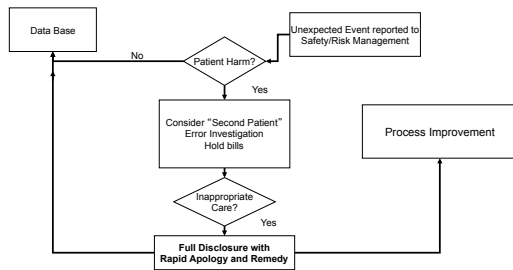 Data Base
Unexpected Event reported to
Safety/Risk Management
No
Patient Harm?
Yes
Consider "Second Patient"
Error Investigation
Hold bills
Process Improvement
Inappropriate
Care?
Yes
Full Disclosure with
Rapid Apology and Remedy